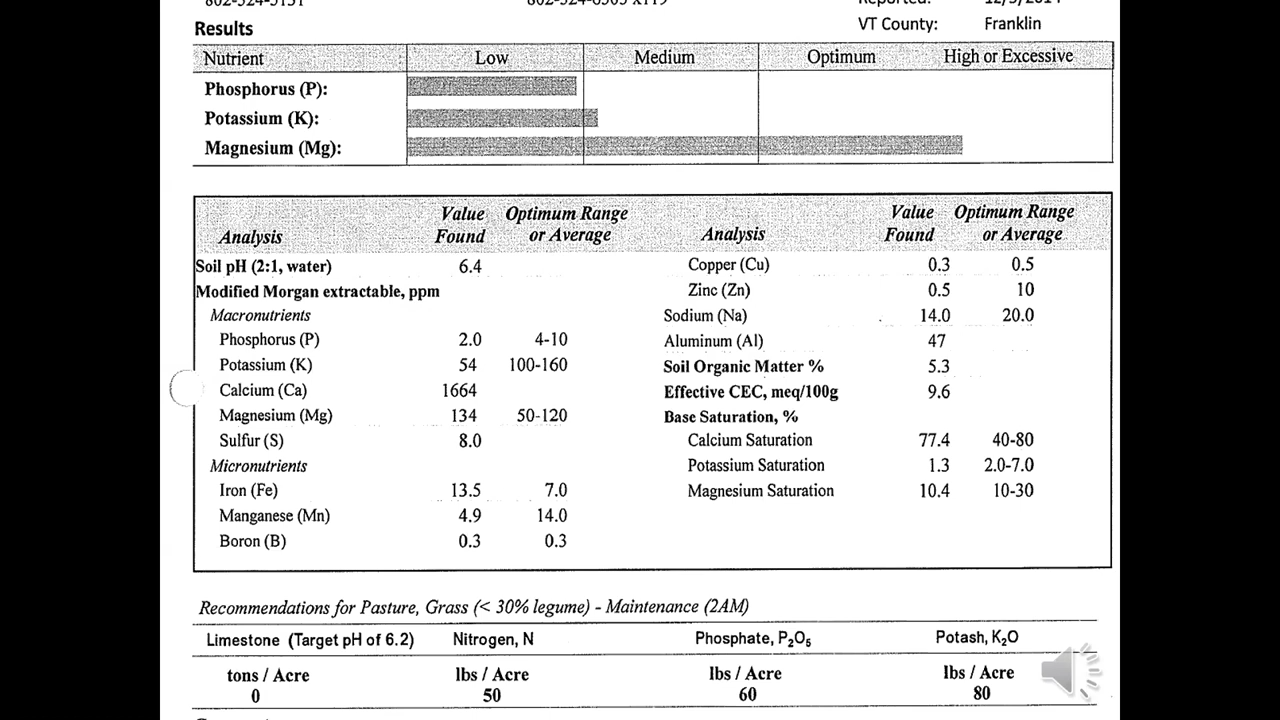 Results
VT County: Franklin
Nutrient Low Medium Optimum High or Excessive
Phosphorus (P):
Potassium (K):
Magnesium (Mg):
Analysis Value Found Optimum Range or Average Analysis Value Found Optimum Range or Average
Soil pH (2:1, water) 6.4 Copper (Cu) 0.3 0.5
Modified Morgan extractable, ppm Zinc (Zn) 0.5 10
Macronutrients Sodium (Na) 14.0 20.0
Phosphorus (P) 2.0 4-10 Aluminum (Al) 47
Potassium (K) 54 100-160 Soil Organic Matter % 5.3
Calcium (Ca) 1664 Effective CEC, meq/100g 9.6
Magnesium (Mg) 134 50-120 Base Saturation, %
Sulfur (S) 8.0 Calcium Saturation 77.4 40-80
Micronutrients Potassium Saturation 1.3 2.0-7.0
Iron (Fe) 13.5 7.0 Magnesium Saturation 10.4 10-30
Manganese (Mn) 4.9 14.0
Boron (B) 0.3 0.3
Recommendations for Pasture, Grass (< 30% legume) - Maintenance (2AM)
Limestone (Target pH of 6.2) Nitrogen, N Phosphate, P₂O₅ Potash, K₂O
tons / Acre lbs / Acre lbs / Acre lbs / Acre
0 50 60 80